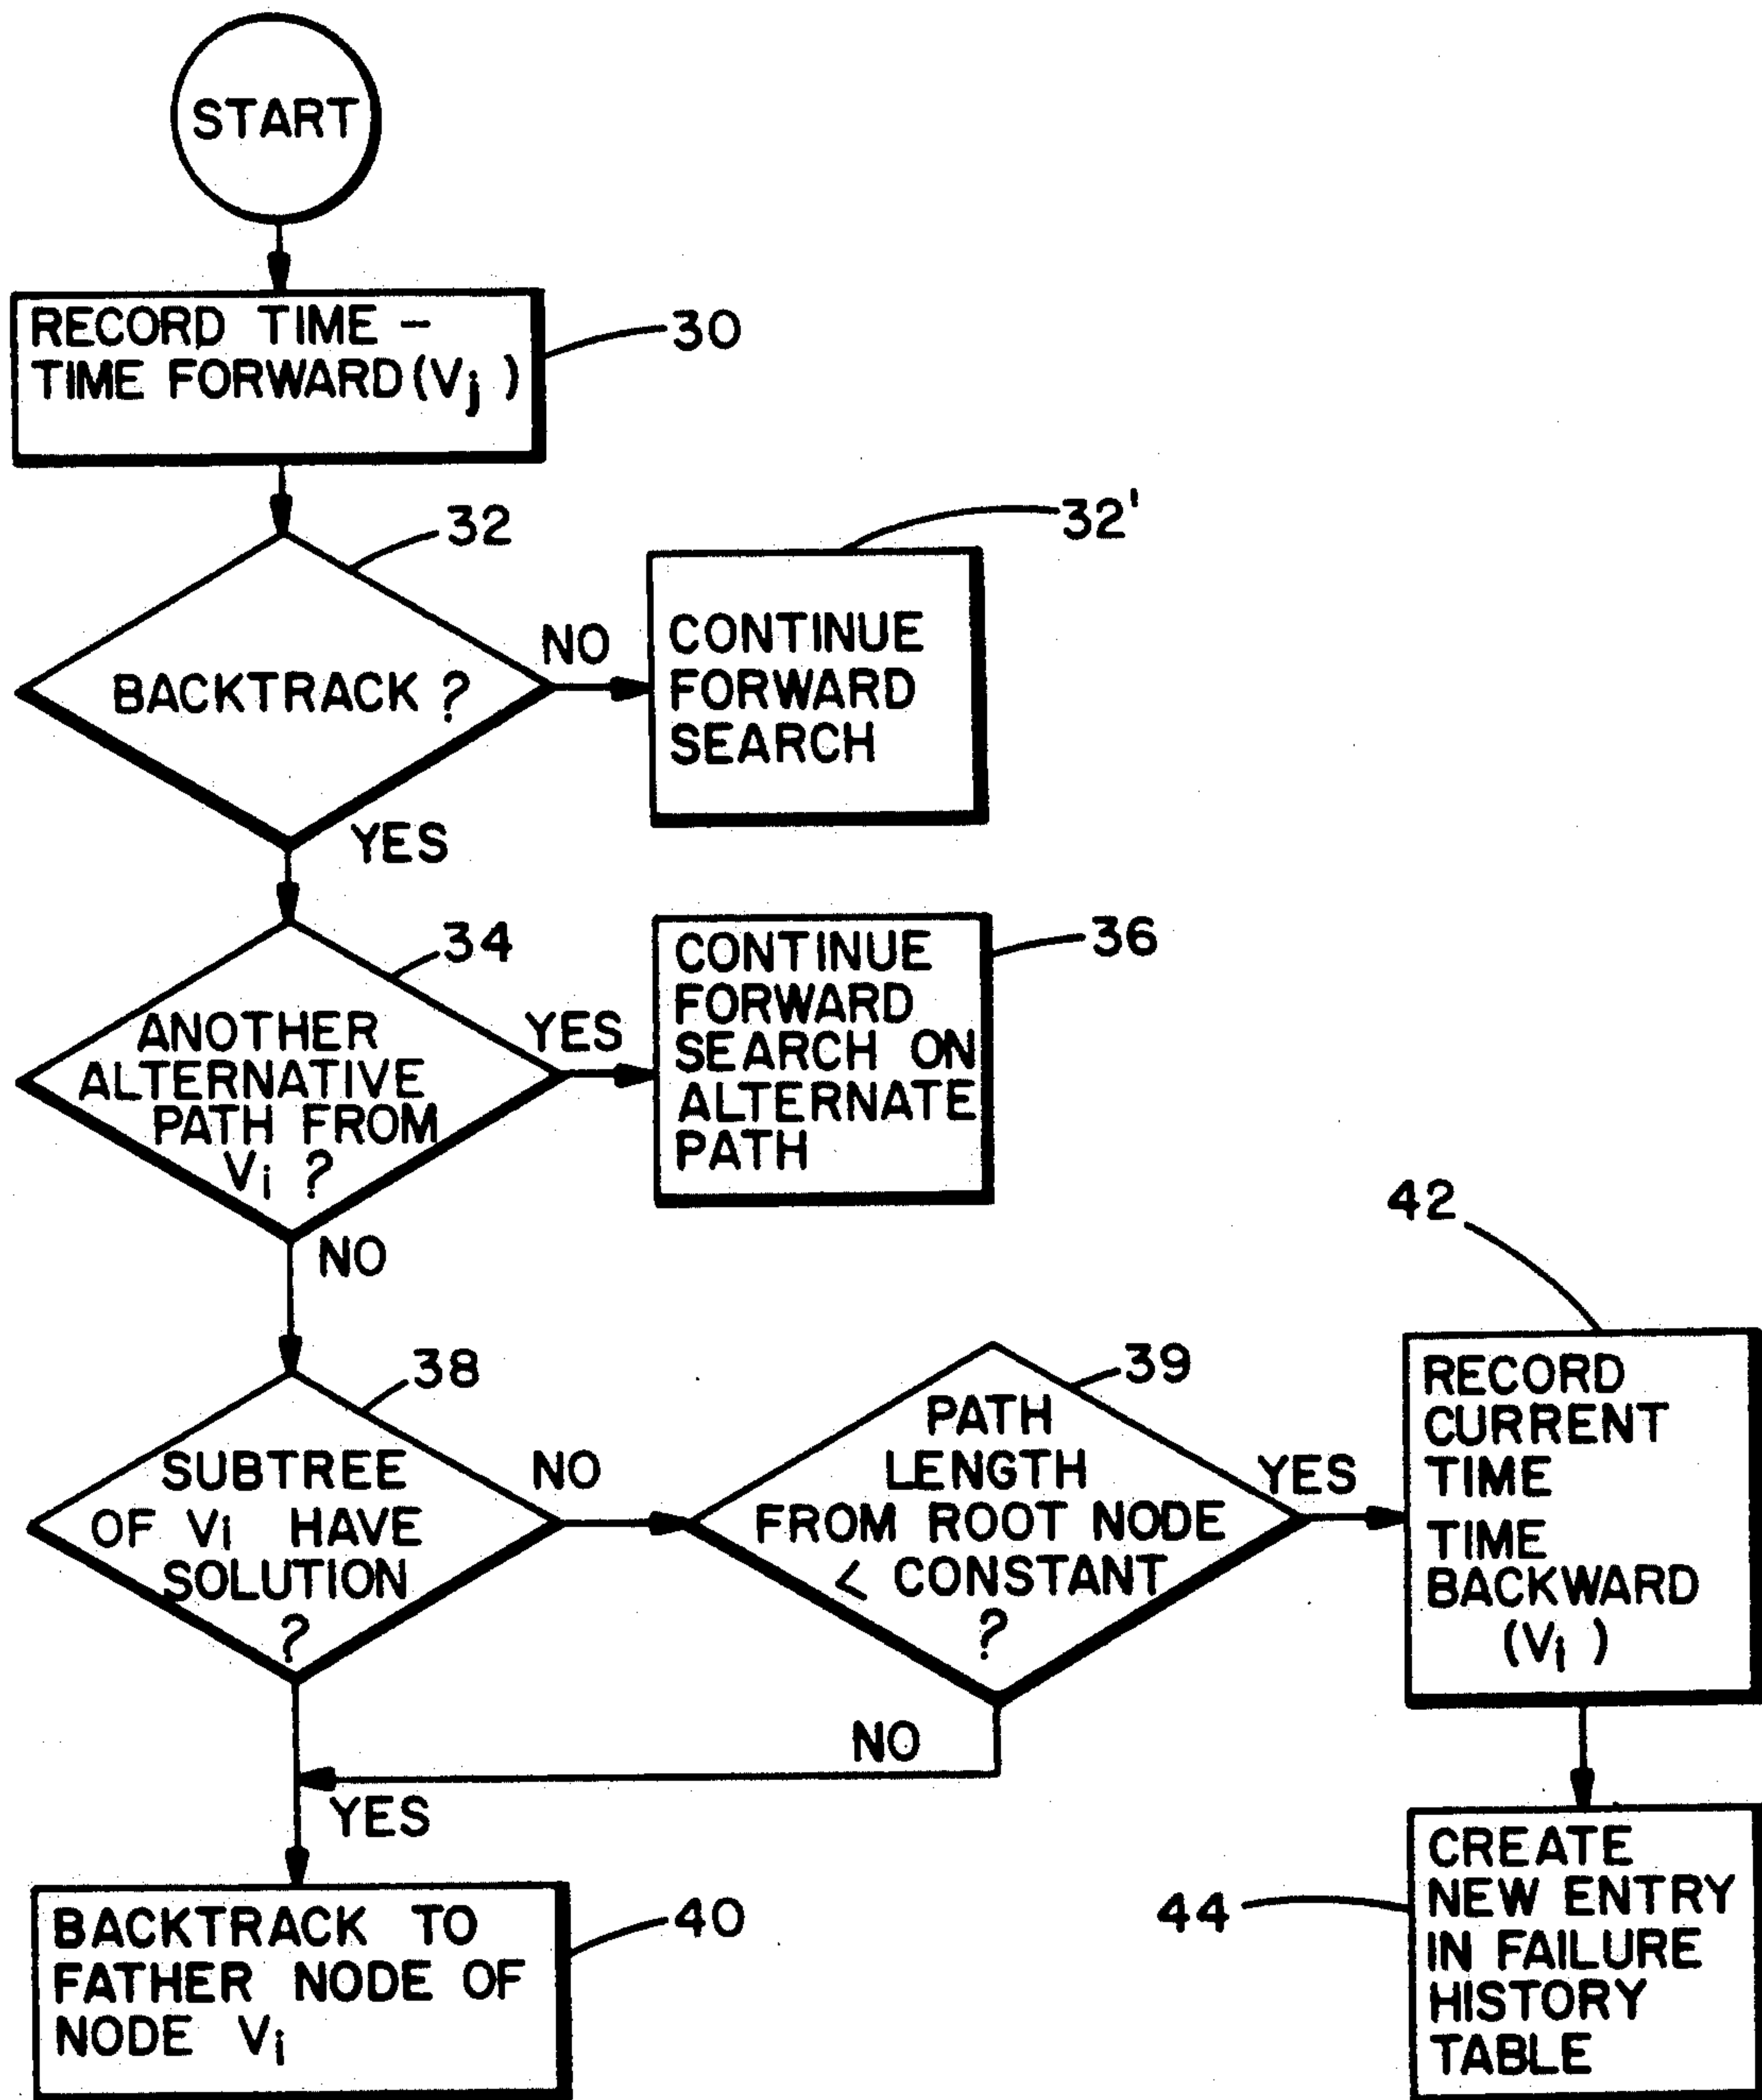 START
RECORD TIME –
TIME FORWARD (Vj)
30
32
32'
BACKTRACK ?
NO
CONTINUE
FORWARD
SEARCH
YES
34
36
ANOTHER
ALTERNATIVE
PATH FROM
Vi ?
YES
CONTINUE
FORWARD
SEARCH ON
ALTERNATE
PATH
NO
42
38
39
SUBTREE
OF Vi HAVE
SOLUTION
?
NO
PATH
LENGTH
FROM ROOT NODE
< CONSTANT
?
YES
RECORD
CURRENT
TIME
TIME
BACKWARD
(Vi)
NO
YES
BACKTRACK TO
FATHER NODE OF
NODE Vi
40
44
CREATE
NEW ENTRY
IN FAILURE
HISTORY
TABLE